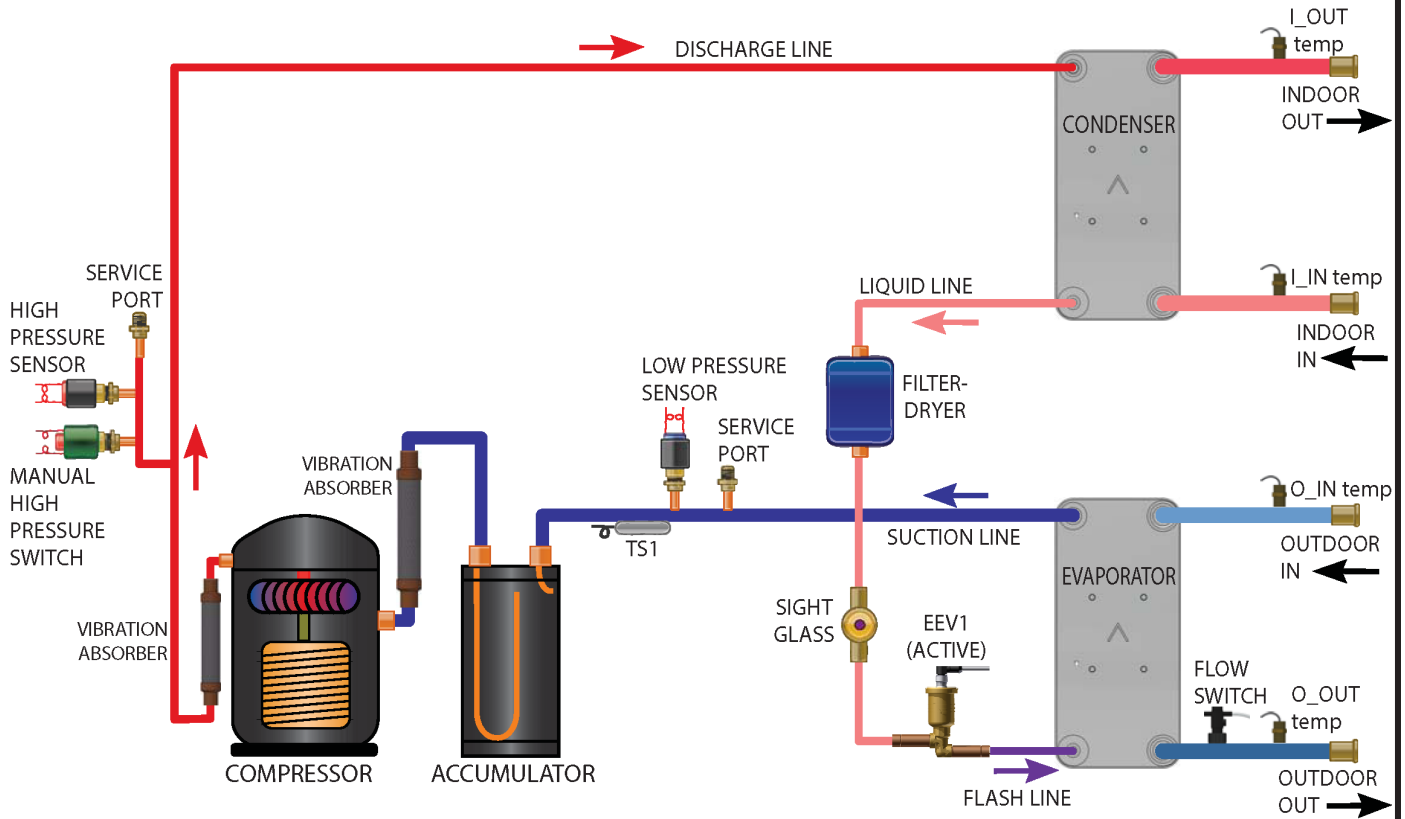 I_OUT
temp
DISCHARGE LINE
INDOOR
OUT
CONDENSER
SERVICE
PORT
HIGH
PRESSURE
SENSOR
LIQUID LINE
I_IN temp
INDOOR
IN
LOW PRESSURE
SENSOR
FILTER-
DRYER
SERVICE
PORT
MANUAL
HIGH
PRESSURE
SWITCH
VIBRATION
ABSORBER
O_IN temp
SUCTION LINE
TS1
OUTDOOR
IN
EVAPORATOR
SIGHT
GLASS
EEV1
(ACTIVE)
VIBRATION
ABSORBER
FLOW
SWITCH
O_OUT
temp
COMPRESSOR
ACCUMULATOR
FLASH LINE
OUTDOOR
OUT